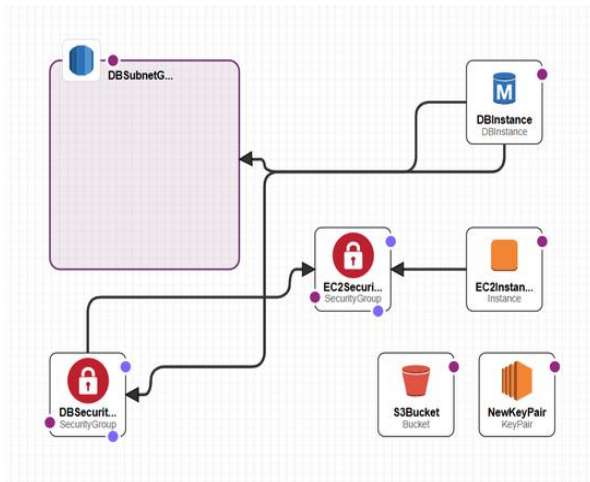 DBSubnetG...
M
DBInstance
DBInstance
EC2Securi...
SecurityGroup
EC2Instan...
Instance
DBSecurit...
SecurityGroup
S3Bucket
Bucket
NewKeyPair
KeyPair